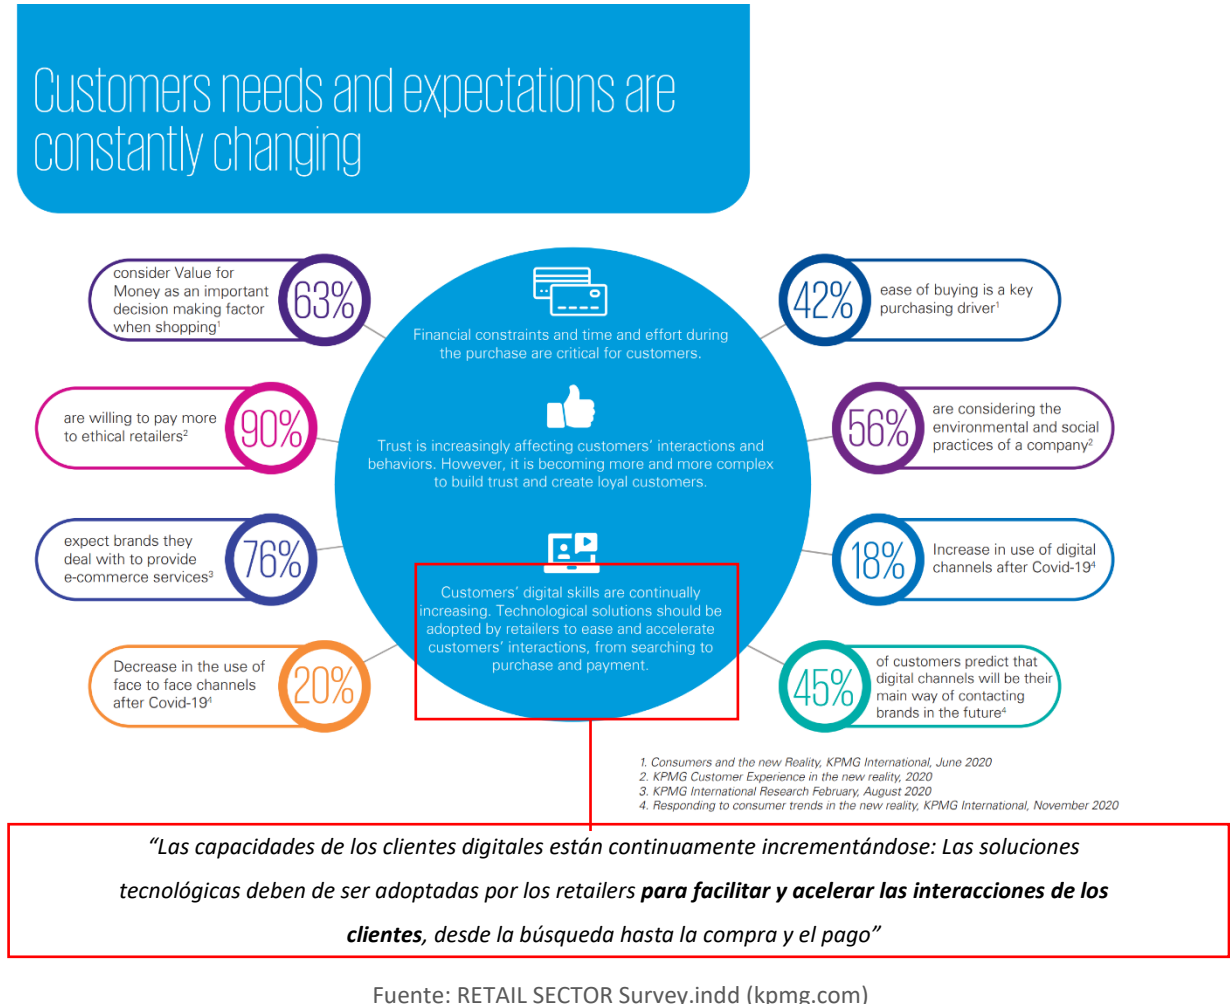 Customers needs and expectations are
constantly changing
consider Value for
Money as an important
decision making factor
when shopping¹
63%
are willing to pay more
to ethical retailers²
90%
expect brands they
deal with to provide
e-commerce services³
76%
Decrease in the use of
face to face channels
after Covid-19⁴
20%
Financial constraints and time and effort during
the purchase are critical for customers.
Trust is increasingly affecting customers' interactions and
behaviors. However, it is becoming more and more complex
to build trust and create loyal customers.
Customers' digital skills are continually
increasing. Technological solutions should be
adopted by retailers to ease and accelerate
customers' interactions, from searching to
purchase and payment.
42%
ease of buying is a key
purchasing driver¹
56%
are considering the
environmental and social
practices of a company²
18%
Increase in use of digital
channels after Covid-19⁴
45%
of customers predict that
digital channels will be their
main way of contacting
brands in the future⁴
1. Consumers and the new Reality, KPMG International, June 2020
2. KPMG Customer Experience in the new reality, 2020
3. KPMG International Research February, August 2020
4. Responding to consumer trends in the new reality, KPMG International, November 2020
“Las capacidades de los clientes digitales están continuamente incrementándose: Las soluciones
tecnológicas deben de ser adoptadas por los retailers para facilitar y acelerar las interacciones de los
clientes, desde la búsqueda hasta la compra y el pago”
Fuente: RETAIL SECTOR Survey.indd (kpmg.com)